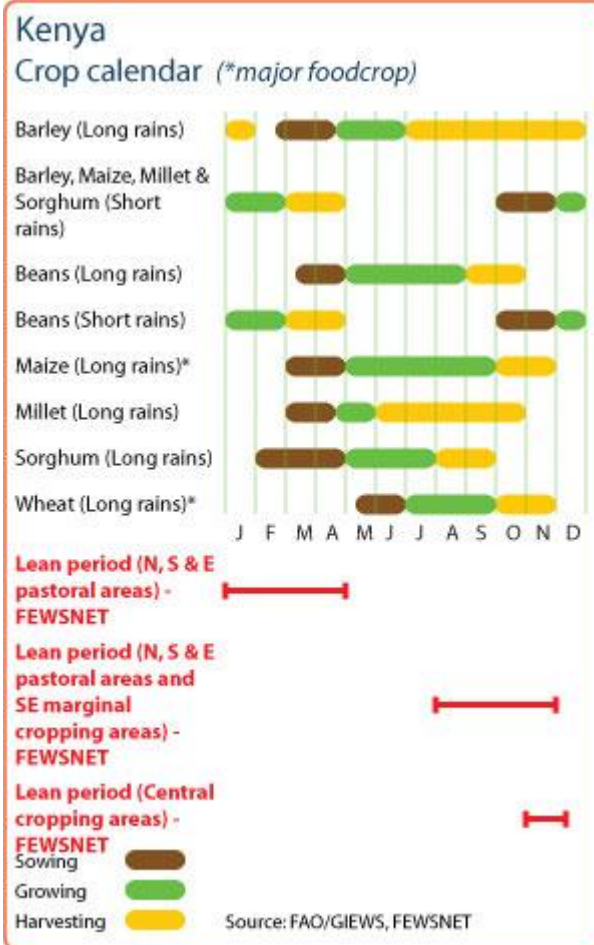 Kenya
Crop calendar (*major foodcrop)
Barley (Long rains)
Barley, Maize, Millet &
Sorghum (Short
rains)
Beans (Long rains)
Beans (Short rains)
Maize (Long rains)*
Millet (Long rains)
Sorghum (Long rains)
Wheat (Long rains)*
J F M A M J J A S O N D
Lean period (N, S & E
pastoral areas) -
FEWSNET
Lean period (N, S & E
pastoral areas and
SE marginal
cropping areas) -
FEWSNET
Lean period (Central
cropping areas) -
FEWSNET
Sowing
Growing
Harvesting
Source: FAO/GIEWS, FEWSNET